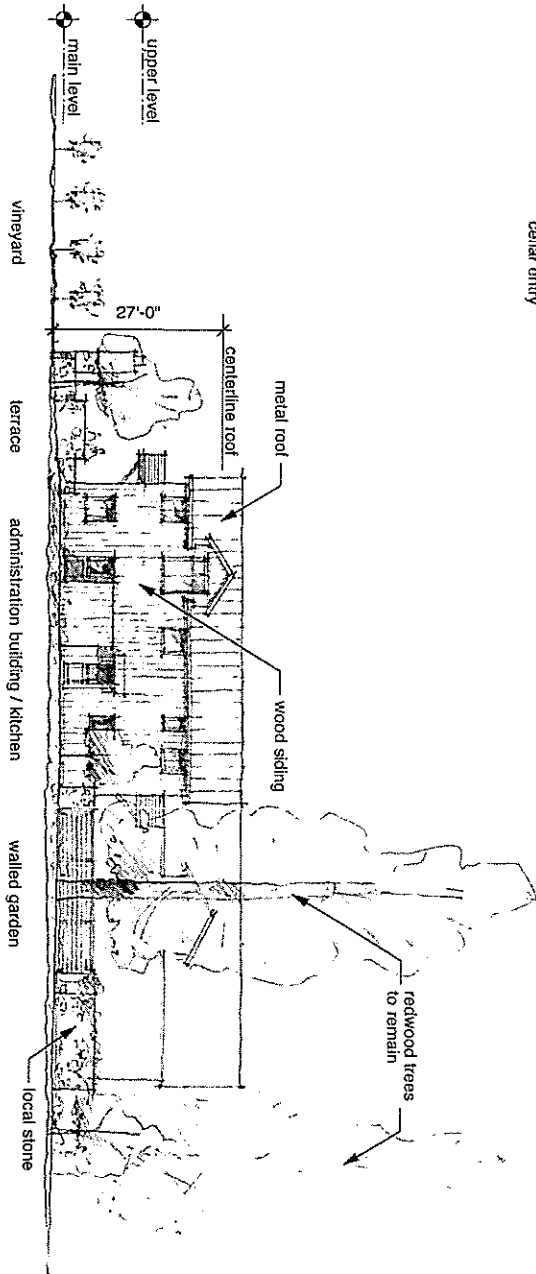 cellar entry
upper level
main level
27'-0"
centerline roof
metal roof
wood siding
redwood trees
to remain
local stone
vineyard
terrace
administration building / kitchen
walled garden